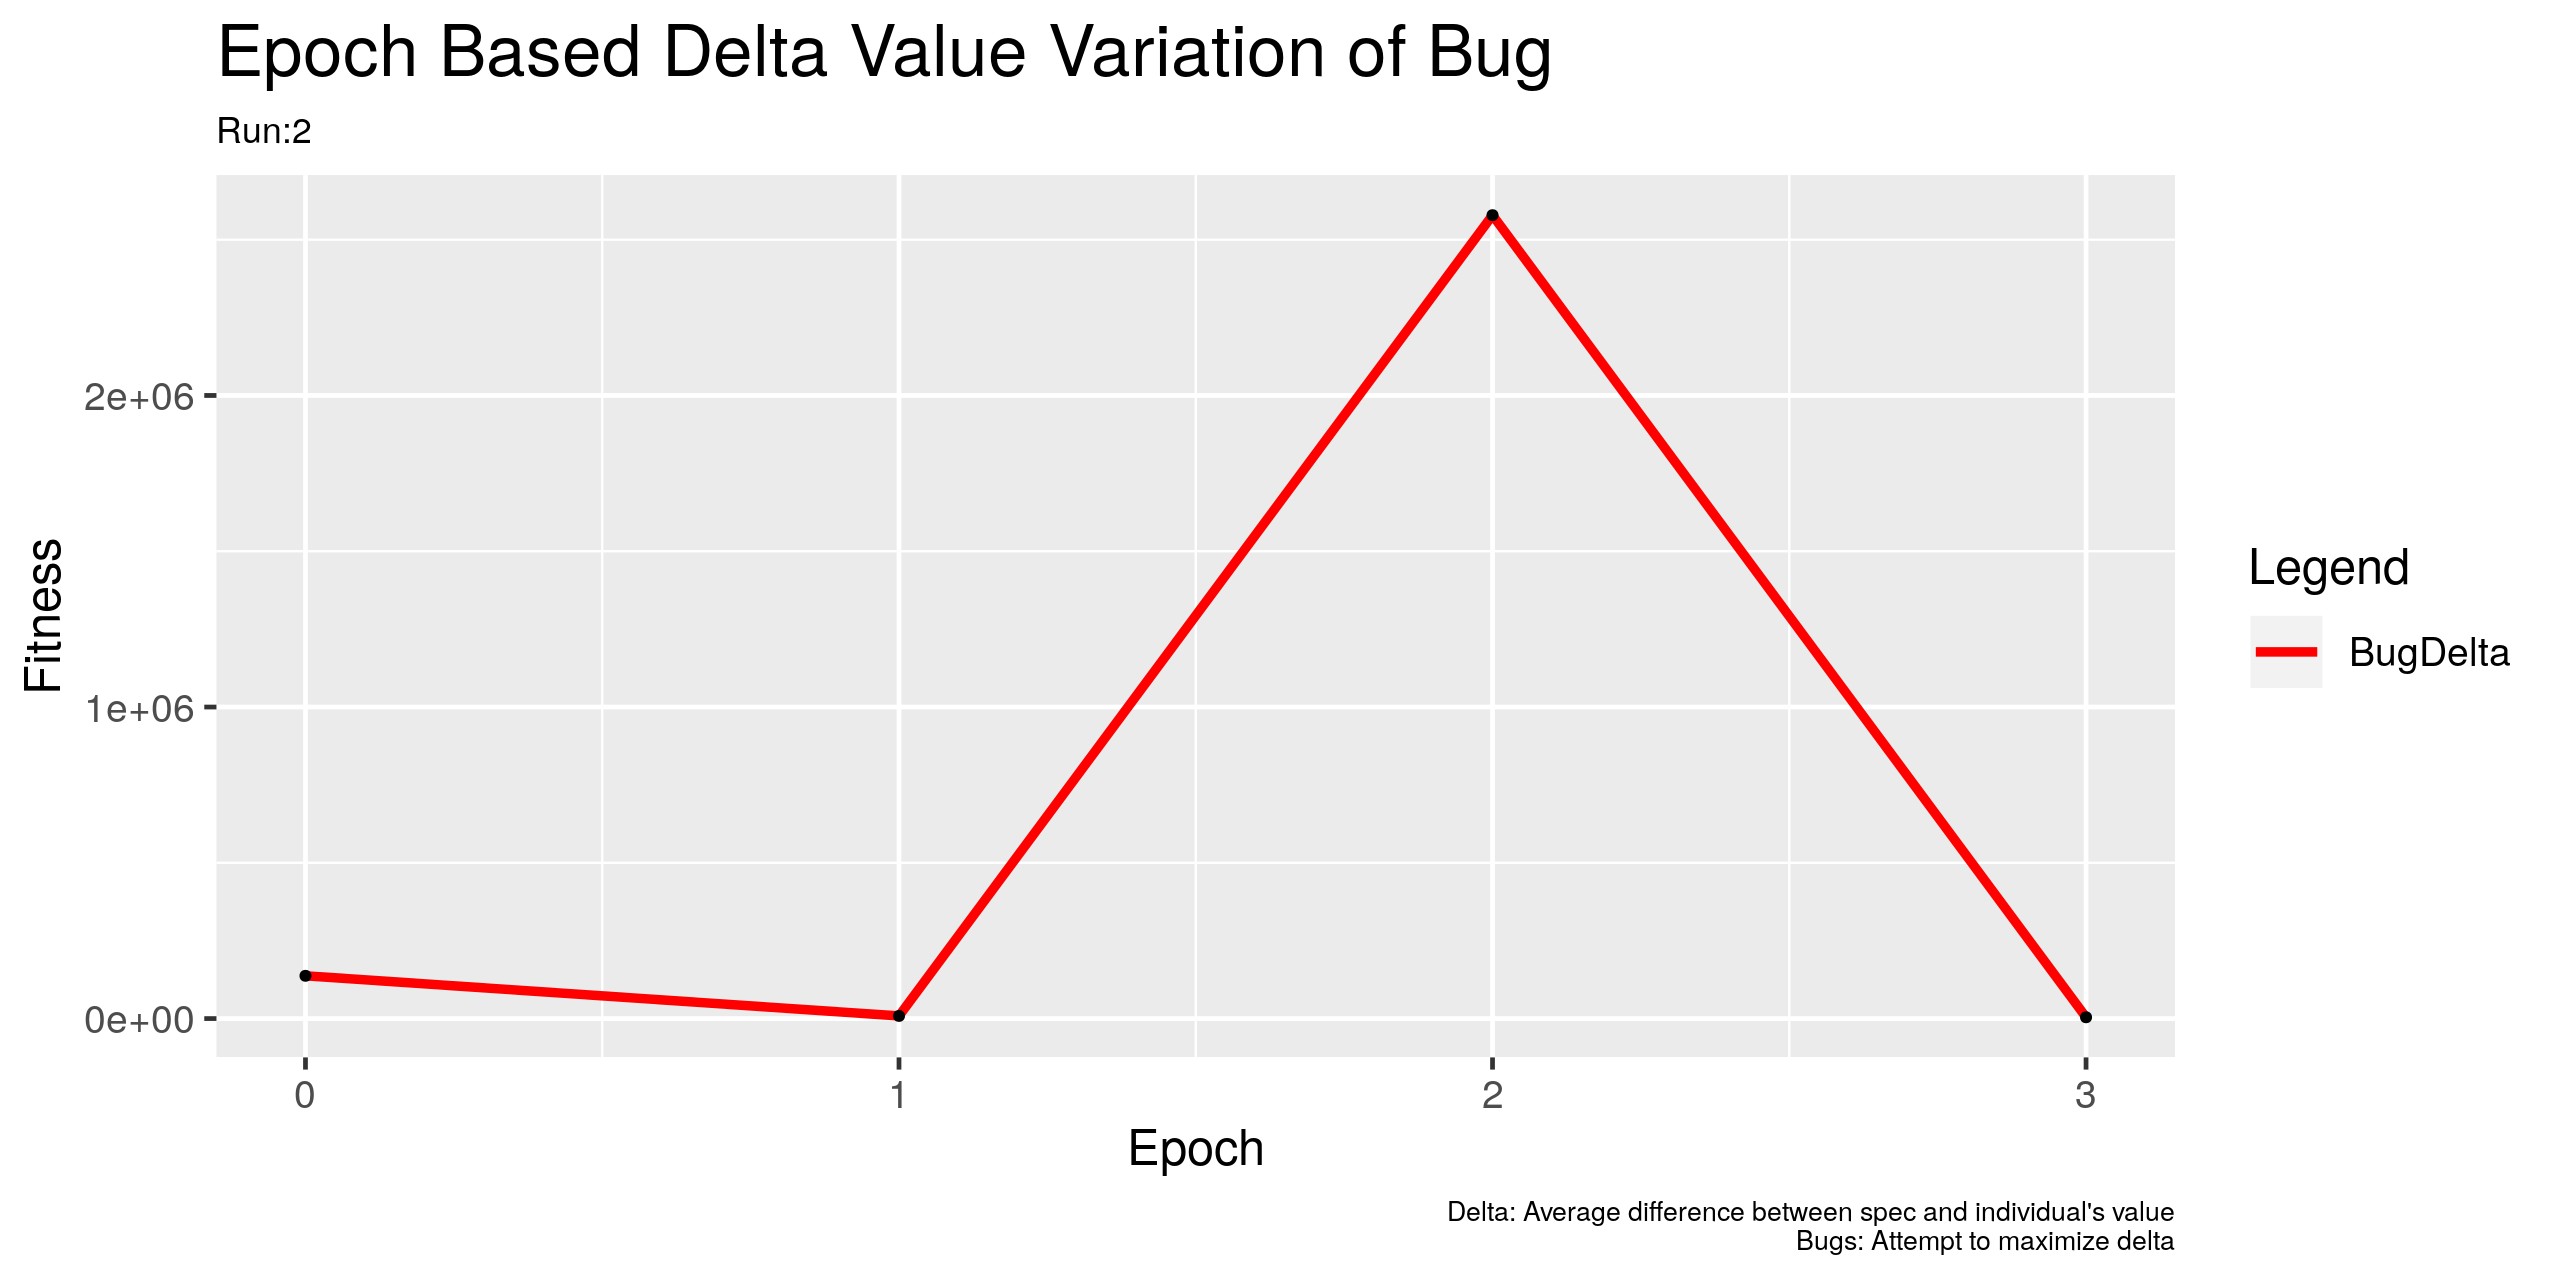 Epoch Based Delta Value Variation of Bug
Run:2
Fitness
2e+06
1e+06
0e+00
0
1
2
3
Epoch
Legend
BugDelta
Delta: Average difference between spec and individual's value
Bugs: Attempt to maximize delta